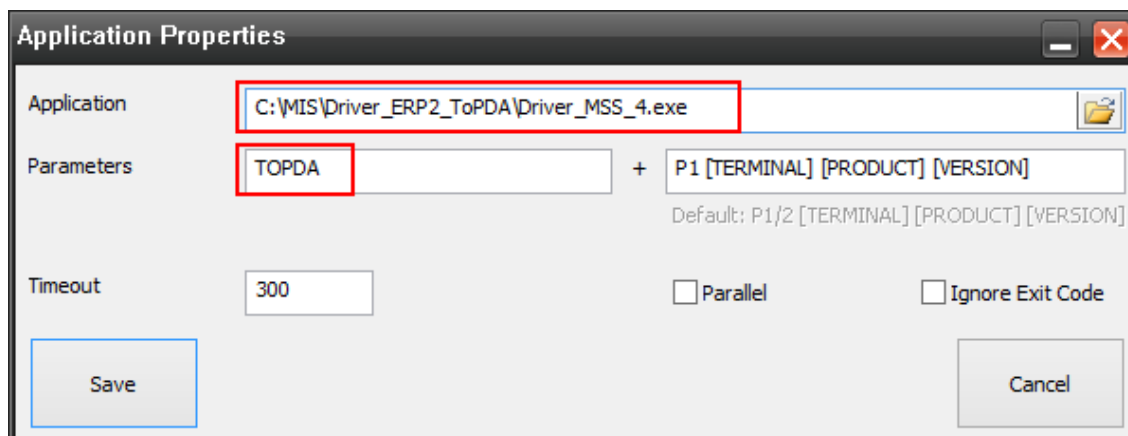 Application Properties
Application
C:\MIS\Driver_ERP2_ToPDA\Driver_MSS_4.exe
Parameters
TOPDA
+
P1 [TERMINAL] [PRODUCT] [VERSION]
Default: P1/2 [TERMINAL] [PRODUCT] [VERSION]
Timeout
300
Parallel
Ignore Exit Code
Save
Cancel